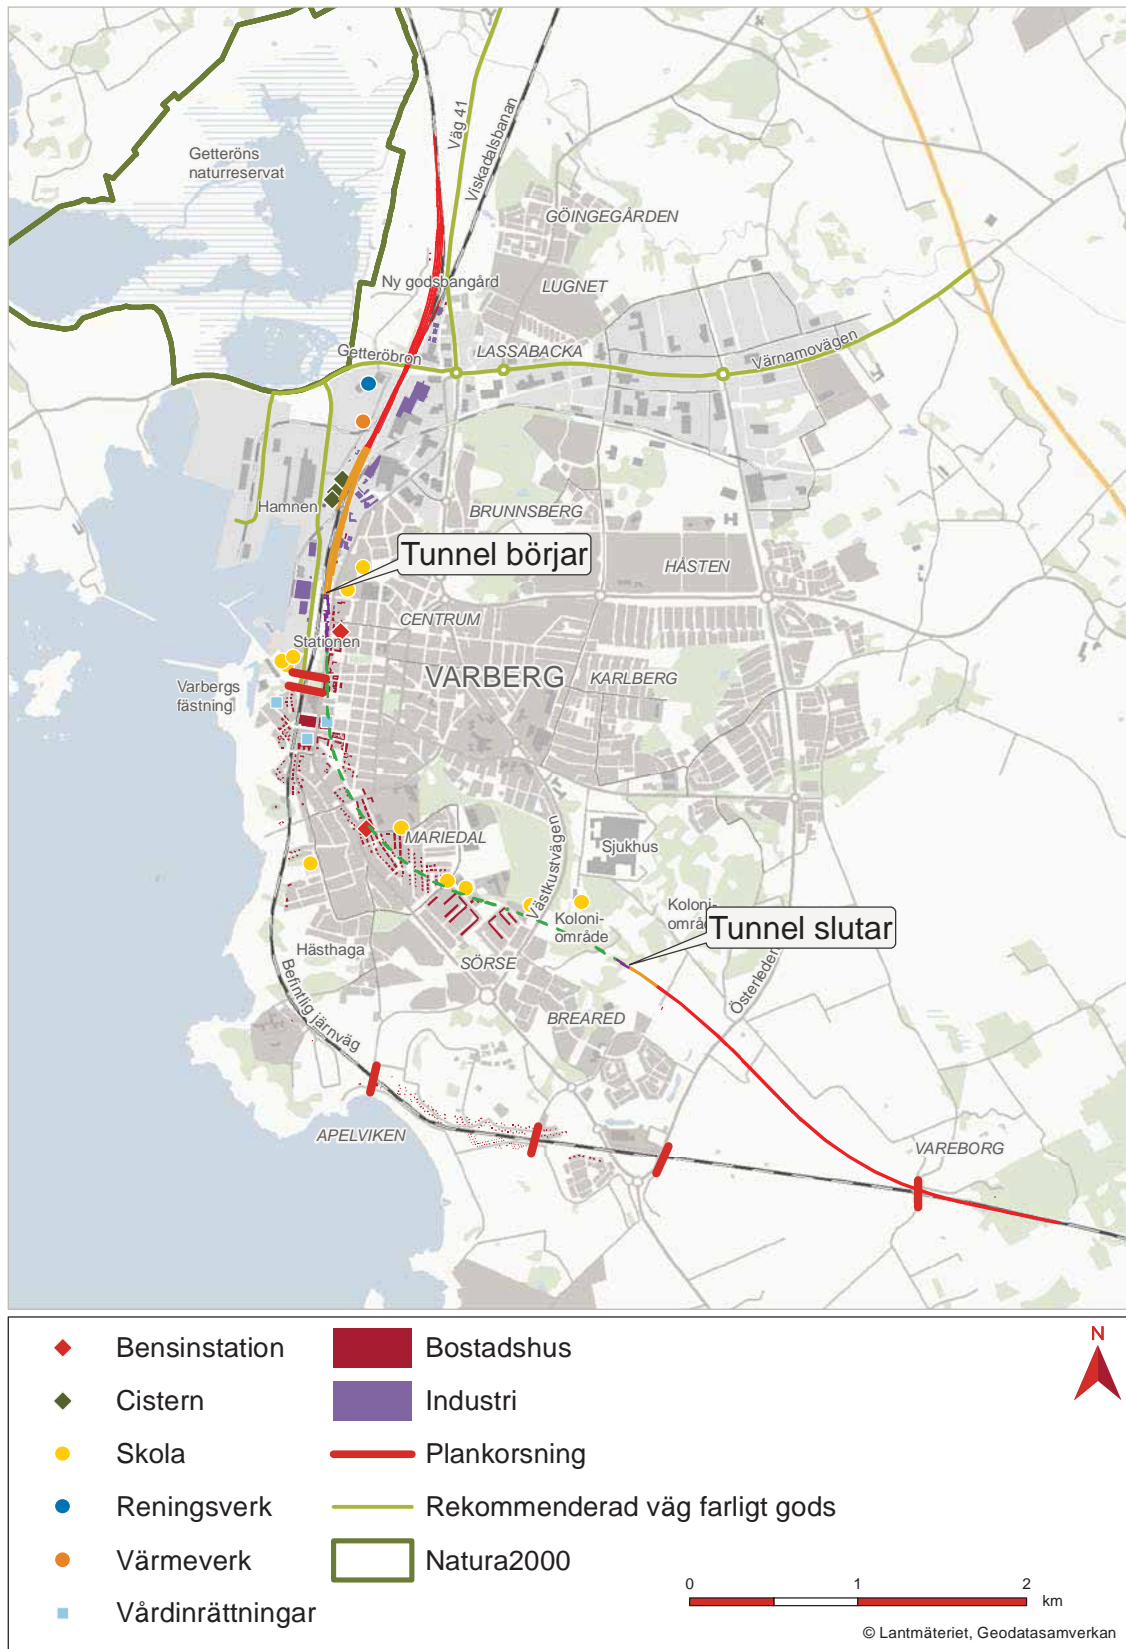 Väg 41
Viskadalsbanan
Getteröns
naturreservat
GÖINGEGÅRDEN
Ny godsbangård
LUGNET
Getteröbron
LASSABACKA
Värnamovägen
Hamnen
BRUNNSBERG
Tunnel börjar
HÅSTEN
CENTRUM
Stationen
VARBERG
KARLBERG
Varbergs
fästning
MARIEDAL
Västkustvägen
Sjukhus
Koloni-
område
Koloni-
områ
Tunnel slutar
Hästhaga
SÖRSE
Österleden
Befintlig järnväg
BREARED
APELVIKEN
VAREBORG
Bensinstation
Bostadshus
N
Cistern
Industri
Skola
Plankorsning
Reningsverk
Rekommenderad väg farligt gods
Värmeverk
Natura2000
0 1 2
km
Vårdinrättningar
© Lantmäteriet, Geodatasamverkan